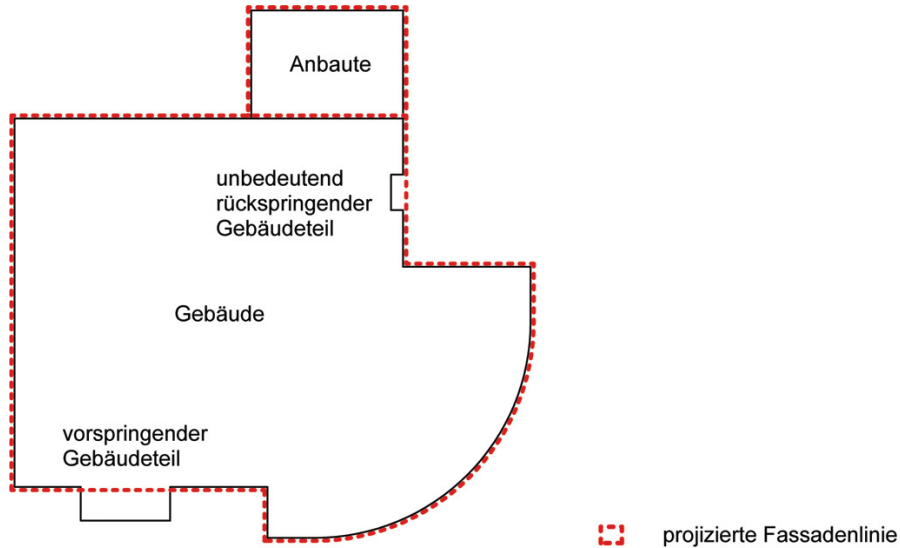 Anbaute
unbedeutend
rückspringender
Gebäudeteil
Gebäude
vorspringender
Gebäudeteil
projizierte Fassadenlinie